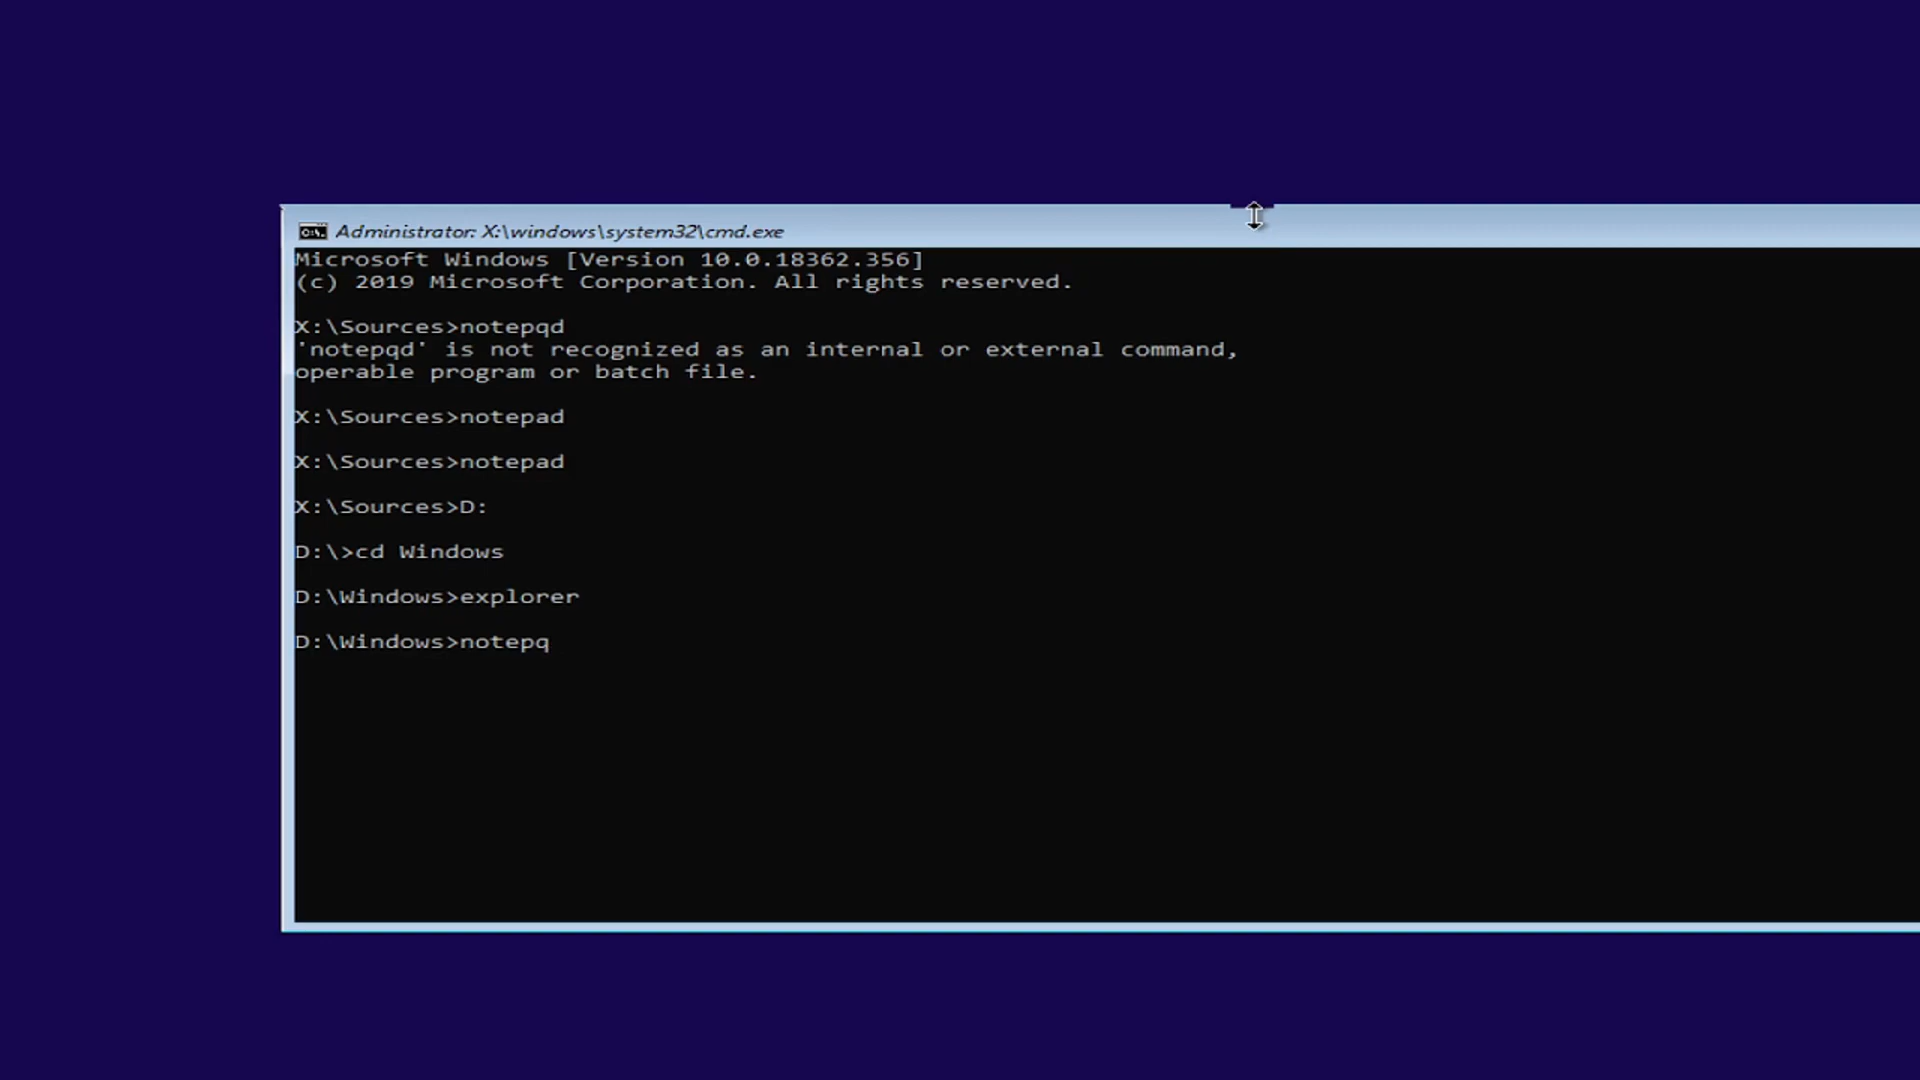 Administrator: X:\windows\system32\cmd.exe
Microsoft Windows [Version 10.0.18362.356]
(c) 2019 Microsoft Corporation. All rights reserved.
X:\Sources>notepqd
'notepqd' is not recognized as an internal or external command,
operable program or batch file.
X:\Sources>notepad
X:\Sources>notepad
X:\Sources>D:
D:\>cd Windows
D:\Windows>explorer
D:\Windows>notepq